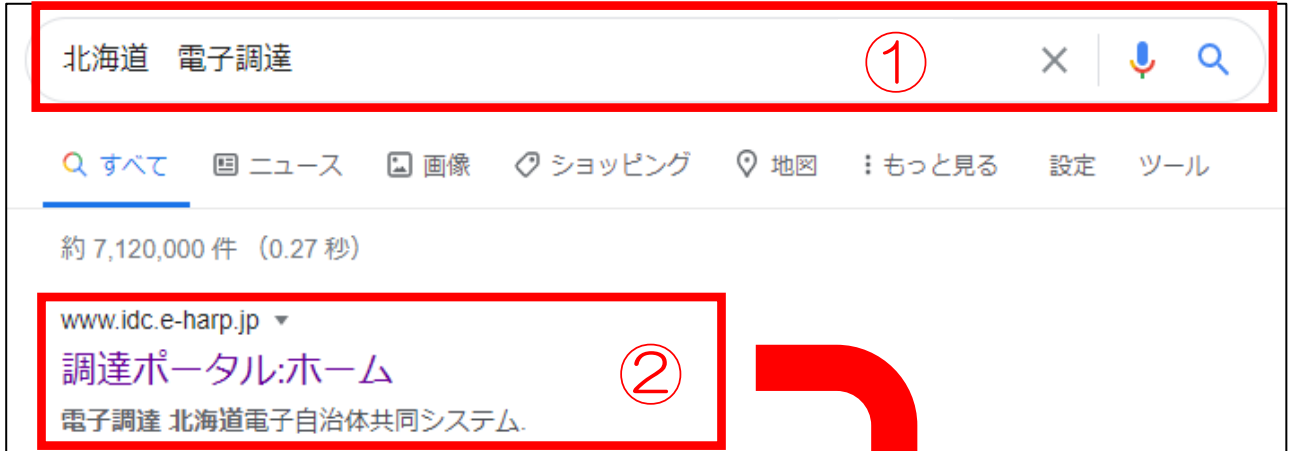 北海道　電子調達 ①
すべて ニュース 画像 ショッピング 地図 もっと見る 設定 ツール
約 7,120,000 件 （0.27 秒）
www.idc.e-harp.jp
調達ポータル:ホーム ②
電子調達 北海道電子自治体共同システム.